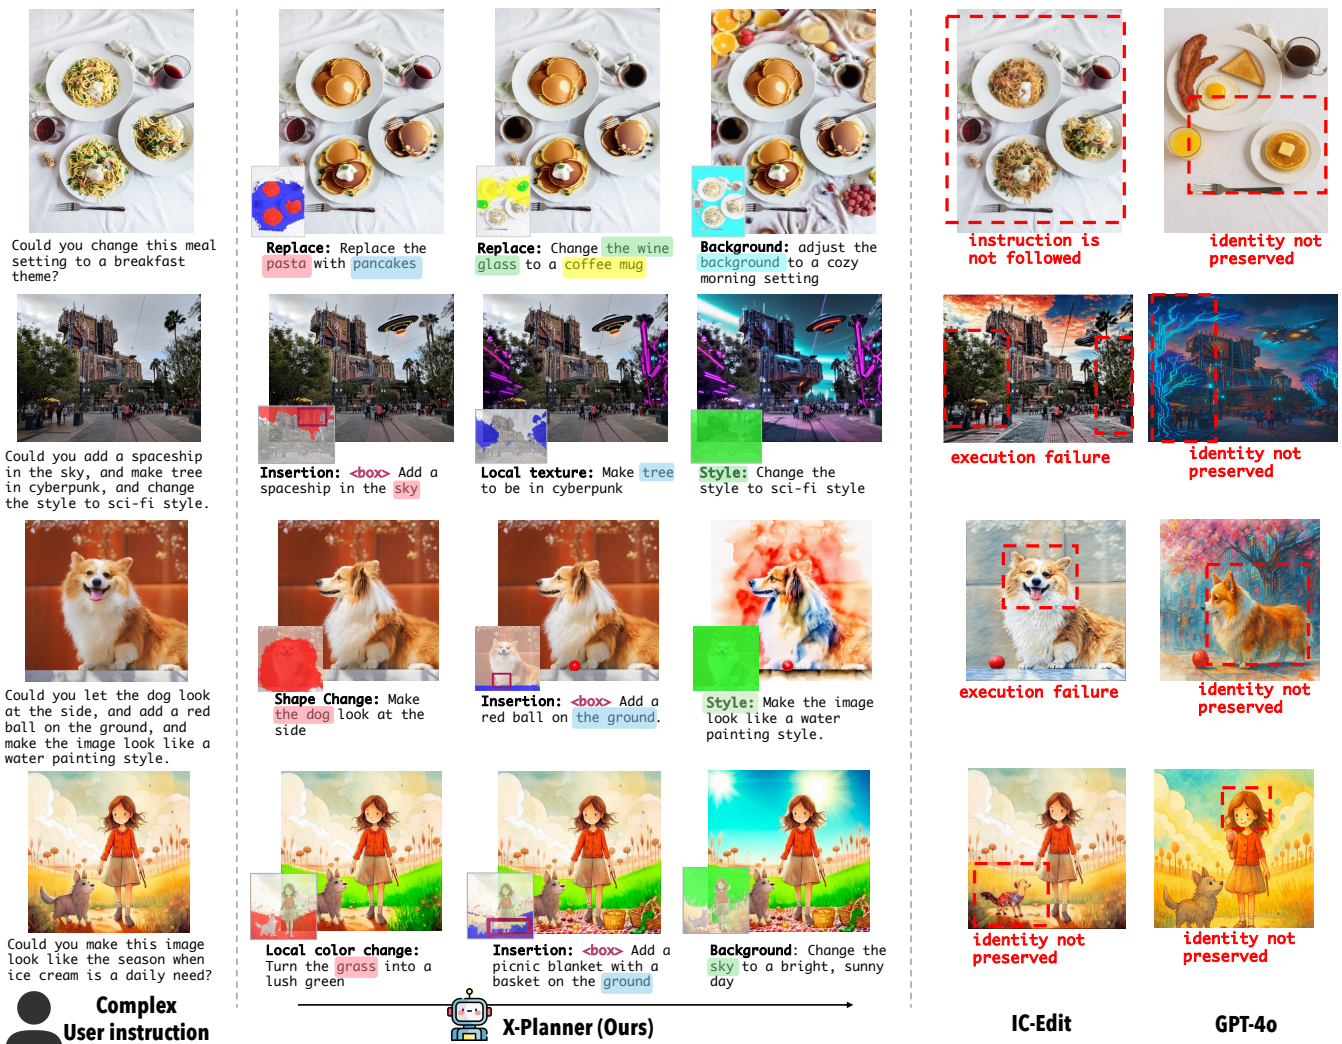 Could you change this meal
setting to a breakfast
theme?
Replace: Replace the
pasta with pancakes
Replace: Change the wine
glass to a coffee mug
Background: adjust the
background to a cozy
morning setting
instruction is
not followed
identity not
preserved
Could you add a spaceship
in the sky, and make tree
in cyberpunk, and change
the style to sci-fi style.
Insertion: <box> Add a
spaceship in the sky
Local texture: Make tree
to be in cyberpunk
Style: Change the
style to sci-fi style
execution failure
identity not
preserved
Could you let the dog look
at the side, and add a red
ball on the ground, and
make the image look like a
water painting style.
Shape Change: Make
the dog look at the
side
Insertion: <box> Add a
red ball on the ground.
Style: Make the image
look like a water
painting style.
execution failure
identity not
preserved
Could you make this image
look like the season when
ice cream is a daily need?
Local color change:
Turn the grass into a
lush green
Insertion: <box> Add a
picnic blanket with a
basket on the ground
Background: Change the
sky to a bright, sunny
day
identity not
preserved
identity not
preserved
Complex
User instruction
X-Planner (Ours)
IC-Edit
GPT-4o